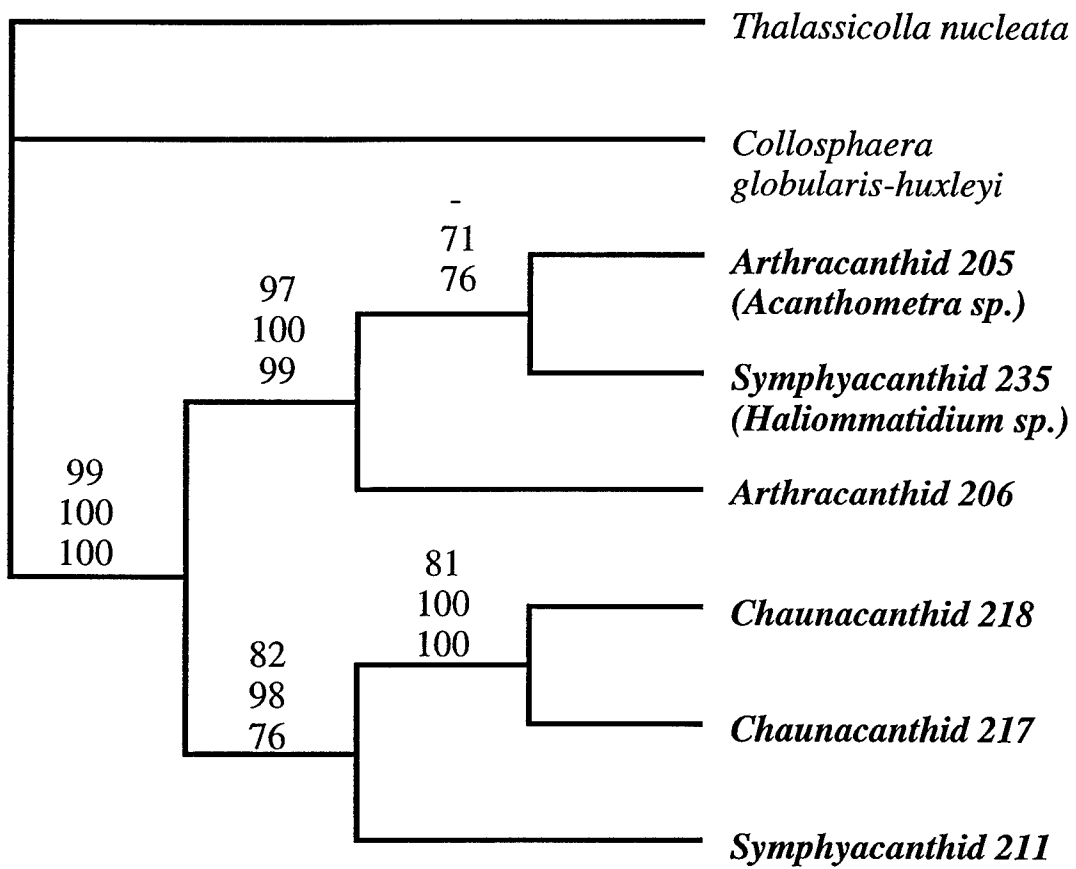 Thalassicolla nucleata
Collosphaera
globularis-huxleyi
-
71
76
Arthracanthid 205
(Acanthometra sp.)
97
100
99
Symphyacanthid 235
(Haliommatidium sp.)
99
100
100
Arthracanthid 206
81
100
100
Chaunacanthid 218
82
98
76
Chaunacanthid 217
Symphyacanthid 211